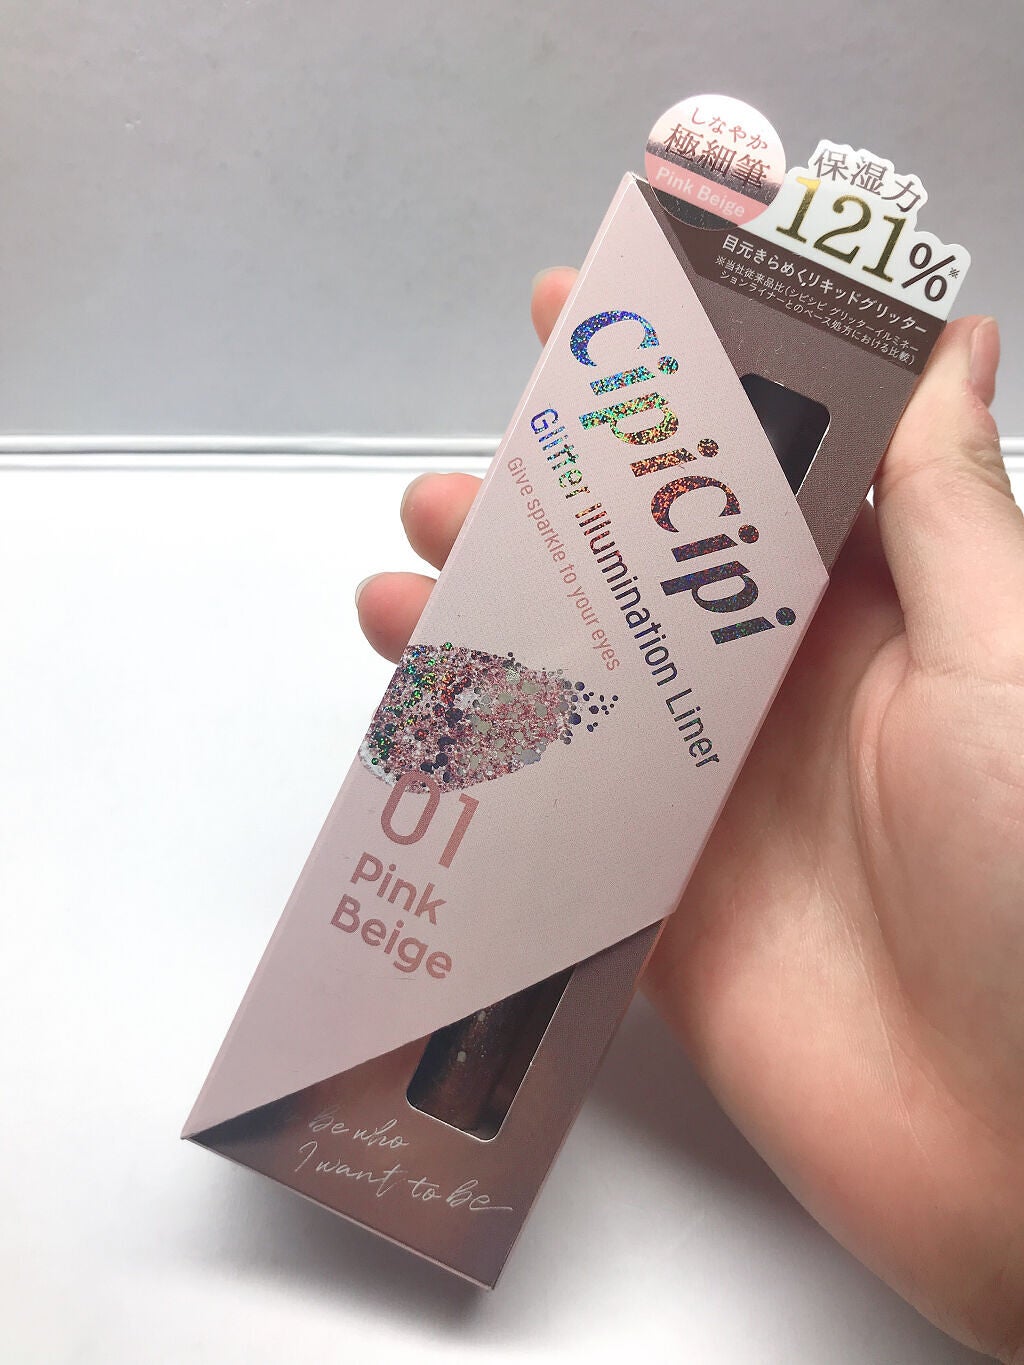 しなやか
極細筆
Pink Beige
保湿力
121%※
目元きらめくリキッドグリッター
※当社従来品比(シピシピ グリッターイルミネー
ションライナーとのベース処方における比較)
CipiCipi
Glitter Illumination Liner
Give sparkle to your eyes
01
Pink
Beige
be who
I want to be